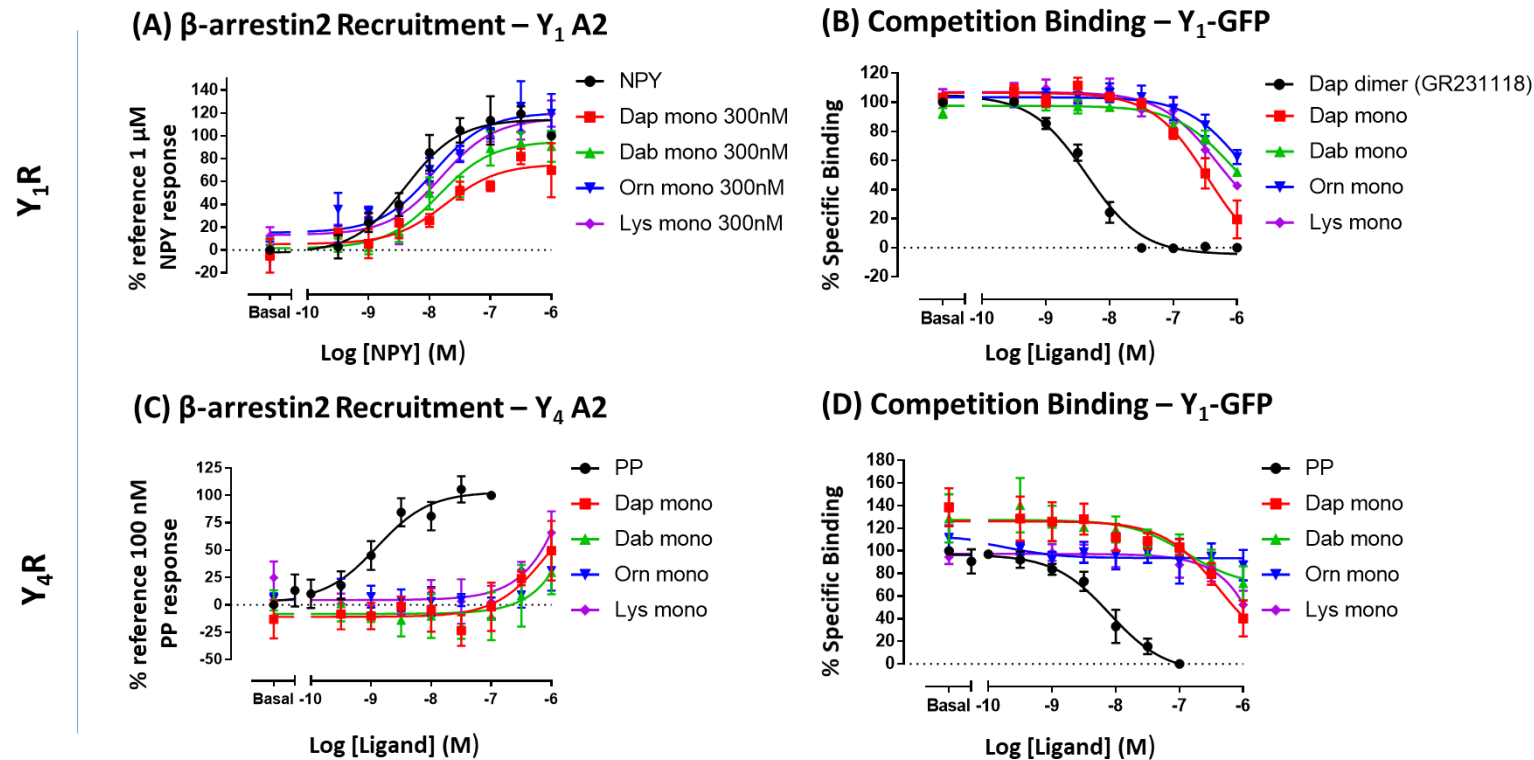 Y1R
(A) β-arrestin2 Recruitment – Y1 A2
% reference 1 µM
NPY response
140
120
100
80
60
40
20
0
-20
Basal -10 -9 -8 -7 -6
Log [NPY] (M)
NPY
Dap mono 300nM
Dab mono 300nM
Orn mono 300nM
Lys mono 300nM
(B) Competition Binding – Y1-GFP
% Specific Binding
120
100
80
60
40
20
0
-20
Basal -10 -9 -8 -7 -6
Log [Ligand] (M)
Dap dimer (GR231118)
Dap mono
Dab mono
Orn mono
Lys mono
Y4R
(C) β-arrestin2 Recruitment – Y4 A2
% reference 100 nM
PP response
125
100
75
50
25
0
-25
-50
Basal -10 -9 -8 -7 -6
Log [Ligand] (M)
PP
Dap mono
Dab mono
Orn mono
Lys mono
(D) Competition Binding – Y1-GFP
% Specific Binding
180
160
140
120
100
80
60
40
20
0
Basal -10 -9 -8 -7 -6
Log [Ligand] (M)
PP
Dap mono
Dab mono
Orn mono
Lys mono